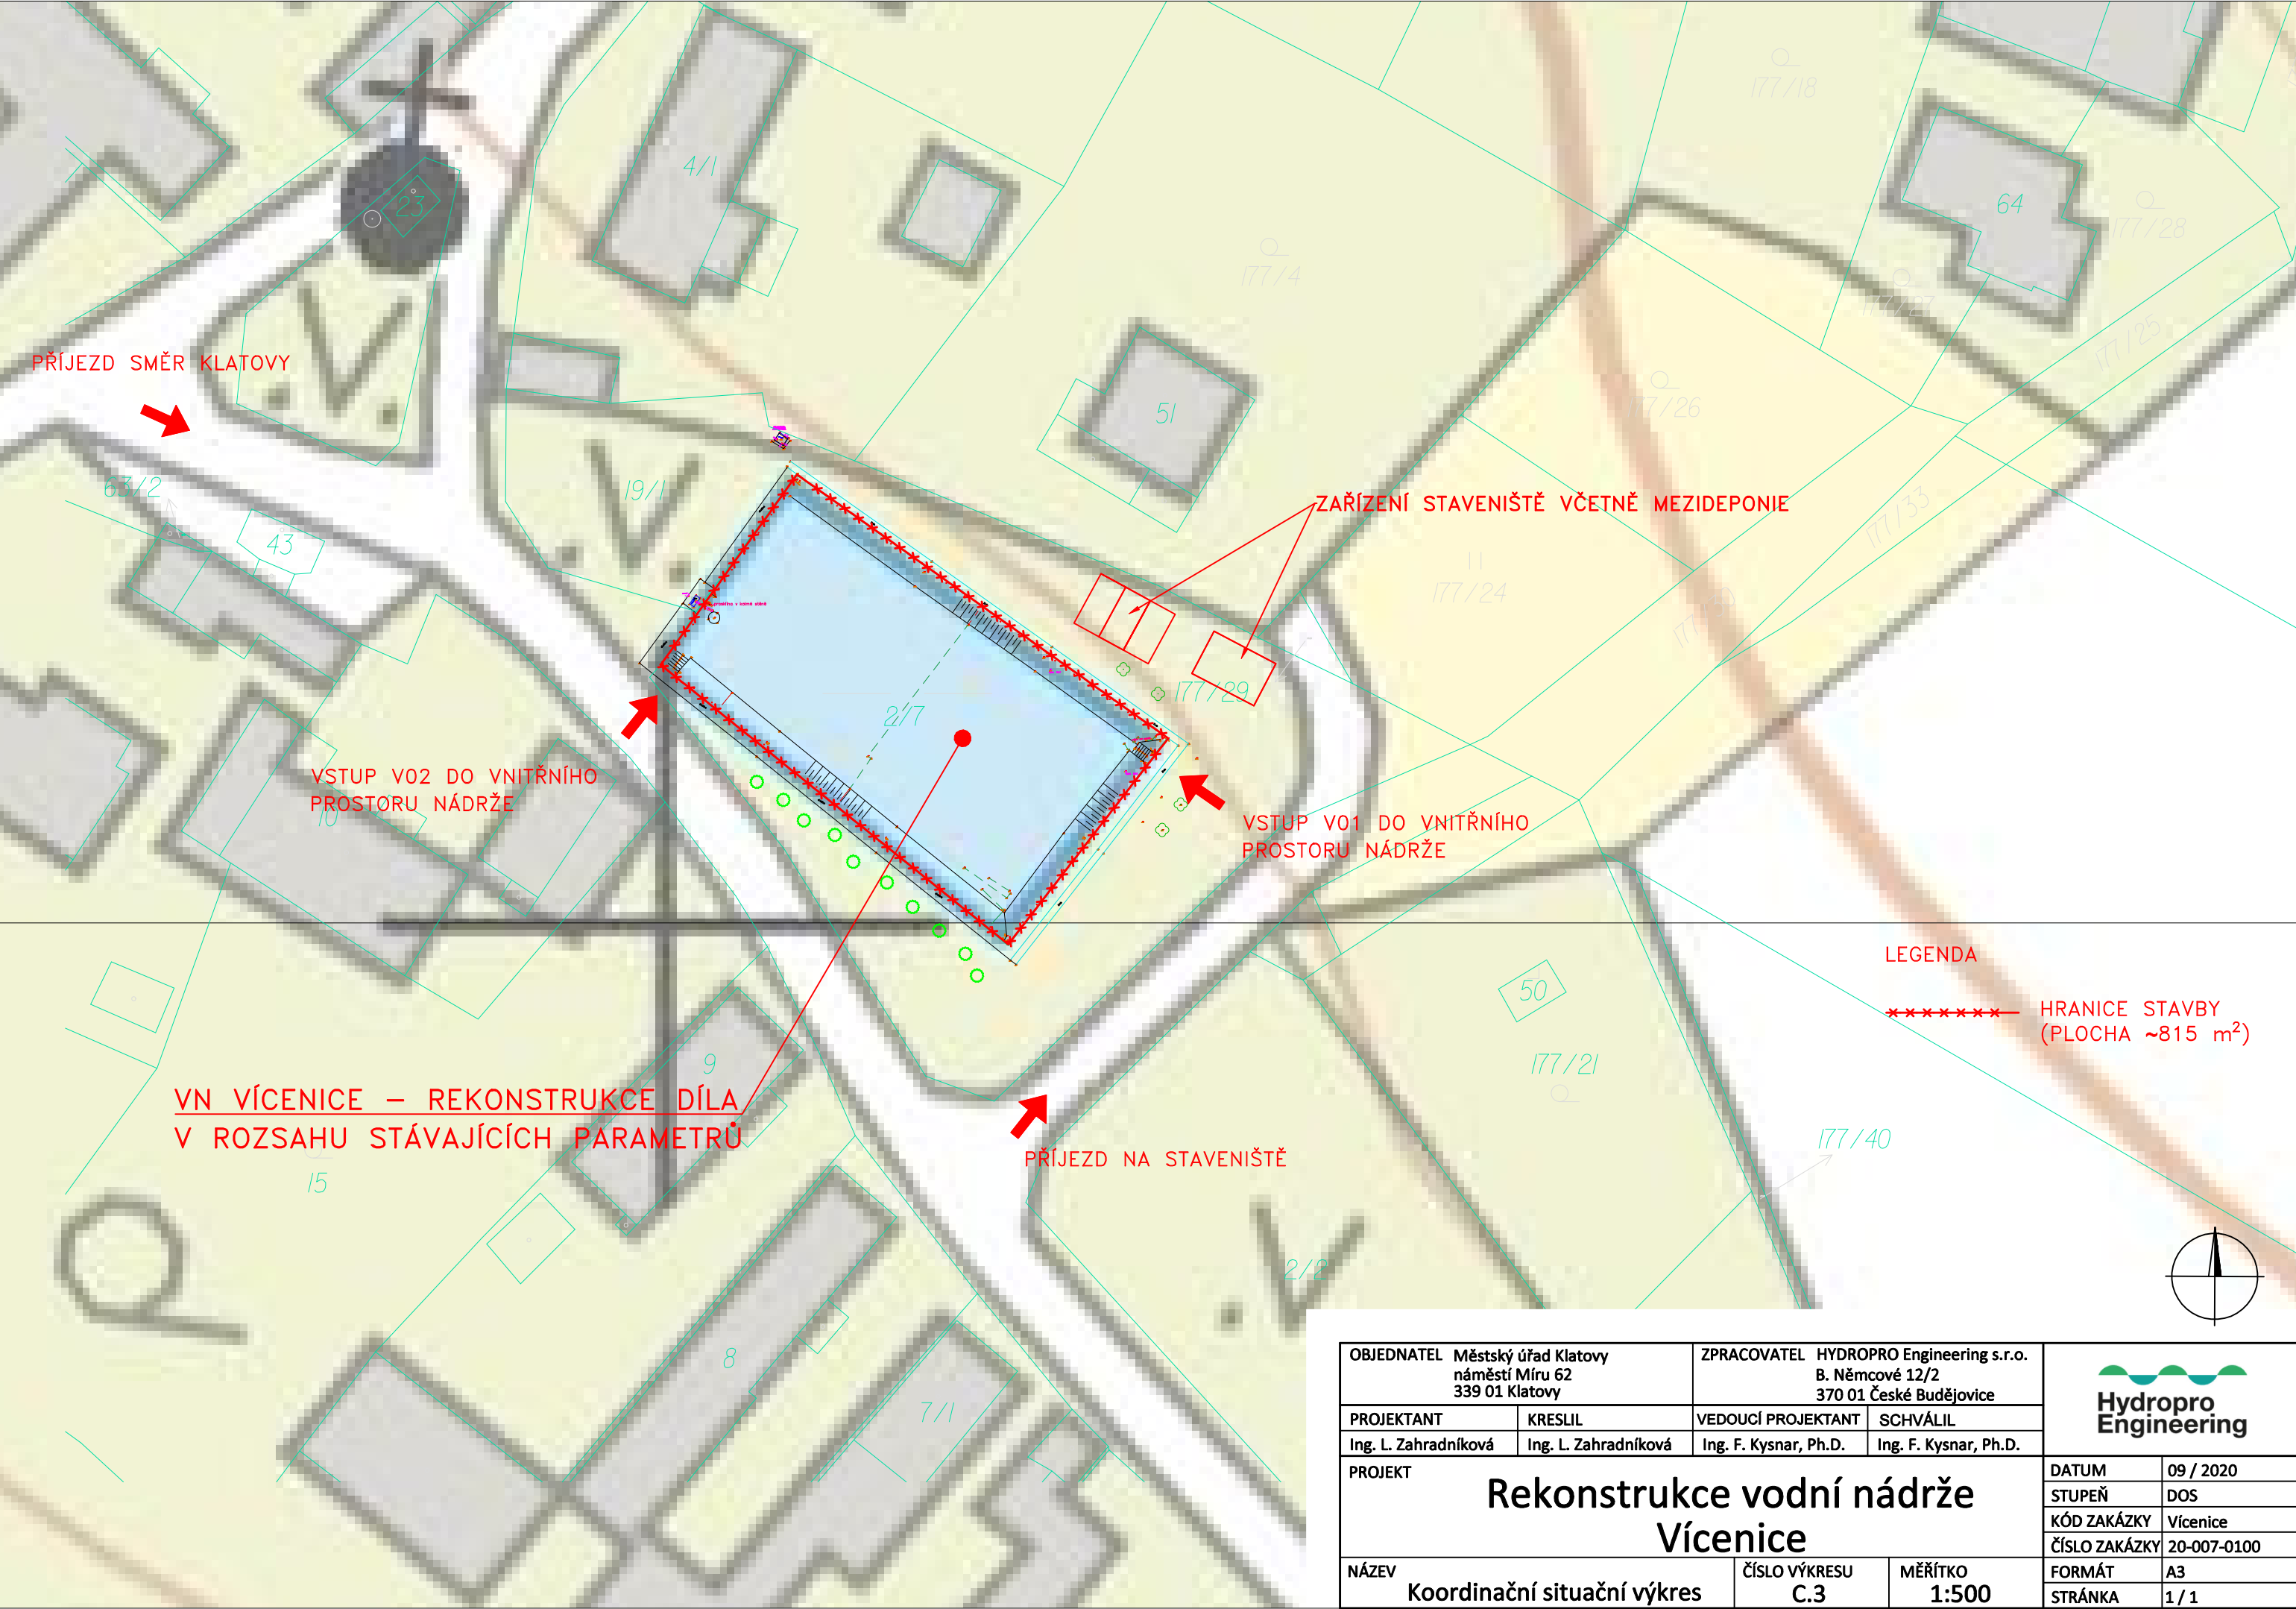 177/18
4/1
23
64
177/28
177/4
177/27
177/25
PŘÍJEZD SMĚR KLATOVY
51
177/26
63/2
19/1
ZAŘÍZENÍ STAVENIŠTĚ VČETNĚ MEZIDEPONIE
177/33
43
177/24
177/29
2/7
VSTUP V02 DO VNITŘNÍHO
PROSTORU NÁDRŽE
10
VSTUP V01 DO VNITŘNÍHO
PROSTORU NÁDRŽE
LEGENDA
50
HRANICE STAVBY
(PLOCHA ~815 m²)
9
177/21
VN VÍCENICE – REKONSTRUKCE DÍLA
V ROZSAHU STÁVAJÍCÍCH PARAMETRŮ
177/40
PŘÍJEZD NA STAVENIŠTĚ
15
2/2
8
7/1
OBJEDNATEL Městský úřad Klatovy
náměstí Míru 62
339 01 Klatovy
ZPRACOVATEL HYDROPRO Engineering s.r.o.
B. Němcové 12/2
370 01 České Budějovice
Hydropro
Engineering
PROJEKTANT KRESLIL VEDOUCÍ PROJEKTANT SCHVÁLIL
Ing. L. Zahradníková Ing. L. Zahradníková Ing. F. Kysnar, Ph.D. Ing. F. Kysnar, Ph.D.
PROJEKT
Rekonstrukce vodní nádrže
Vícenice
DATUM 09 / 2020
STUPEŇ DOS
KÓD ZAKÁZKY Vícenice
ČÍSLO ZAKÁZKY 20-007-0100
FORMÁT A3
STRÁNKA 1 / 1
NÁZEV
Koordinační situační výkres
ČÍSLO VÝKRESU
C.3
MĚŘÍTKO
1:500